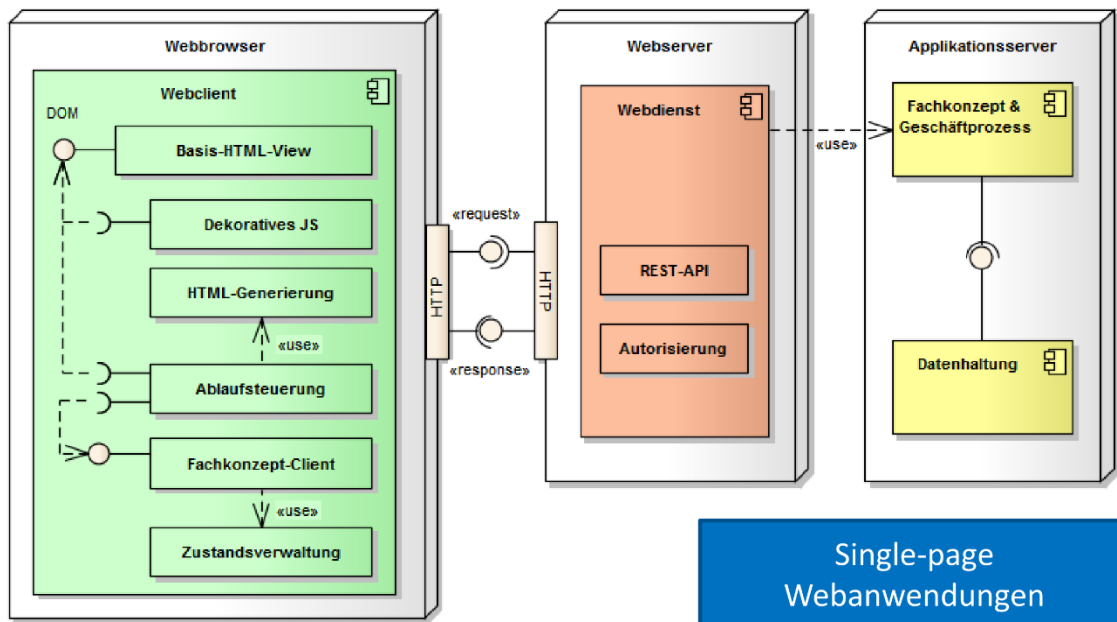 Webbrowser
Webclient
DOM
Basis-HTML-View
Dekoratives JS
HTML-Generierung
«use»
Ablaufsteuerung
Fachkonzept-Client
«use»
Zustandsverwaltung
HTTP
«request»
«response»
HTTP
Webserver
Webdienst
REST-API
Autorisierung
«use»
Applikationsserver
Fachkonzept &
Geschäftprozess
Datenhaltung
Single-page
Webanwendungen